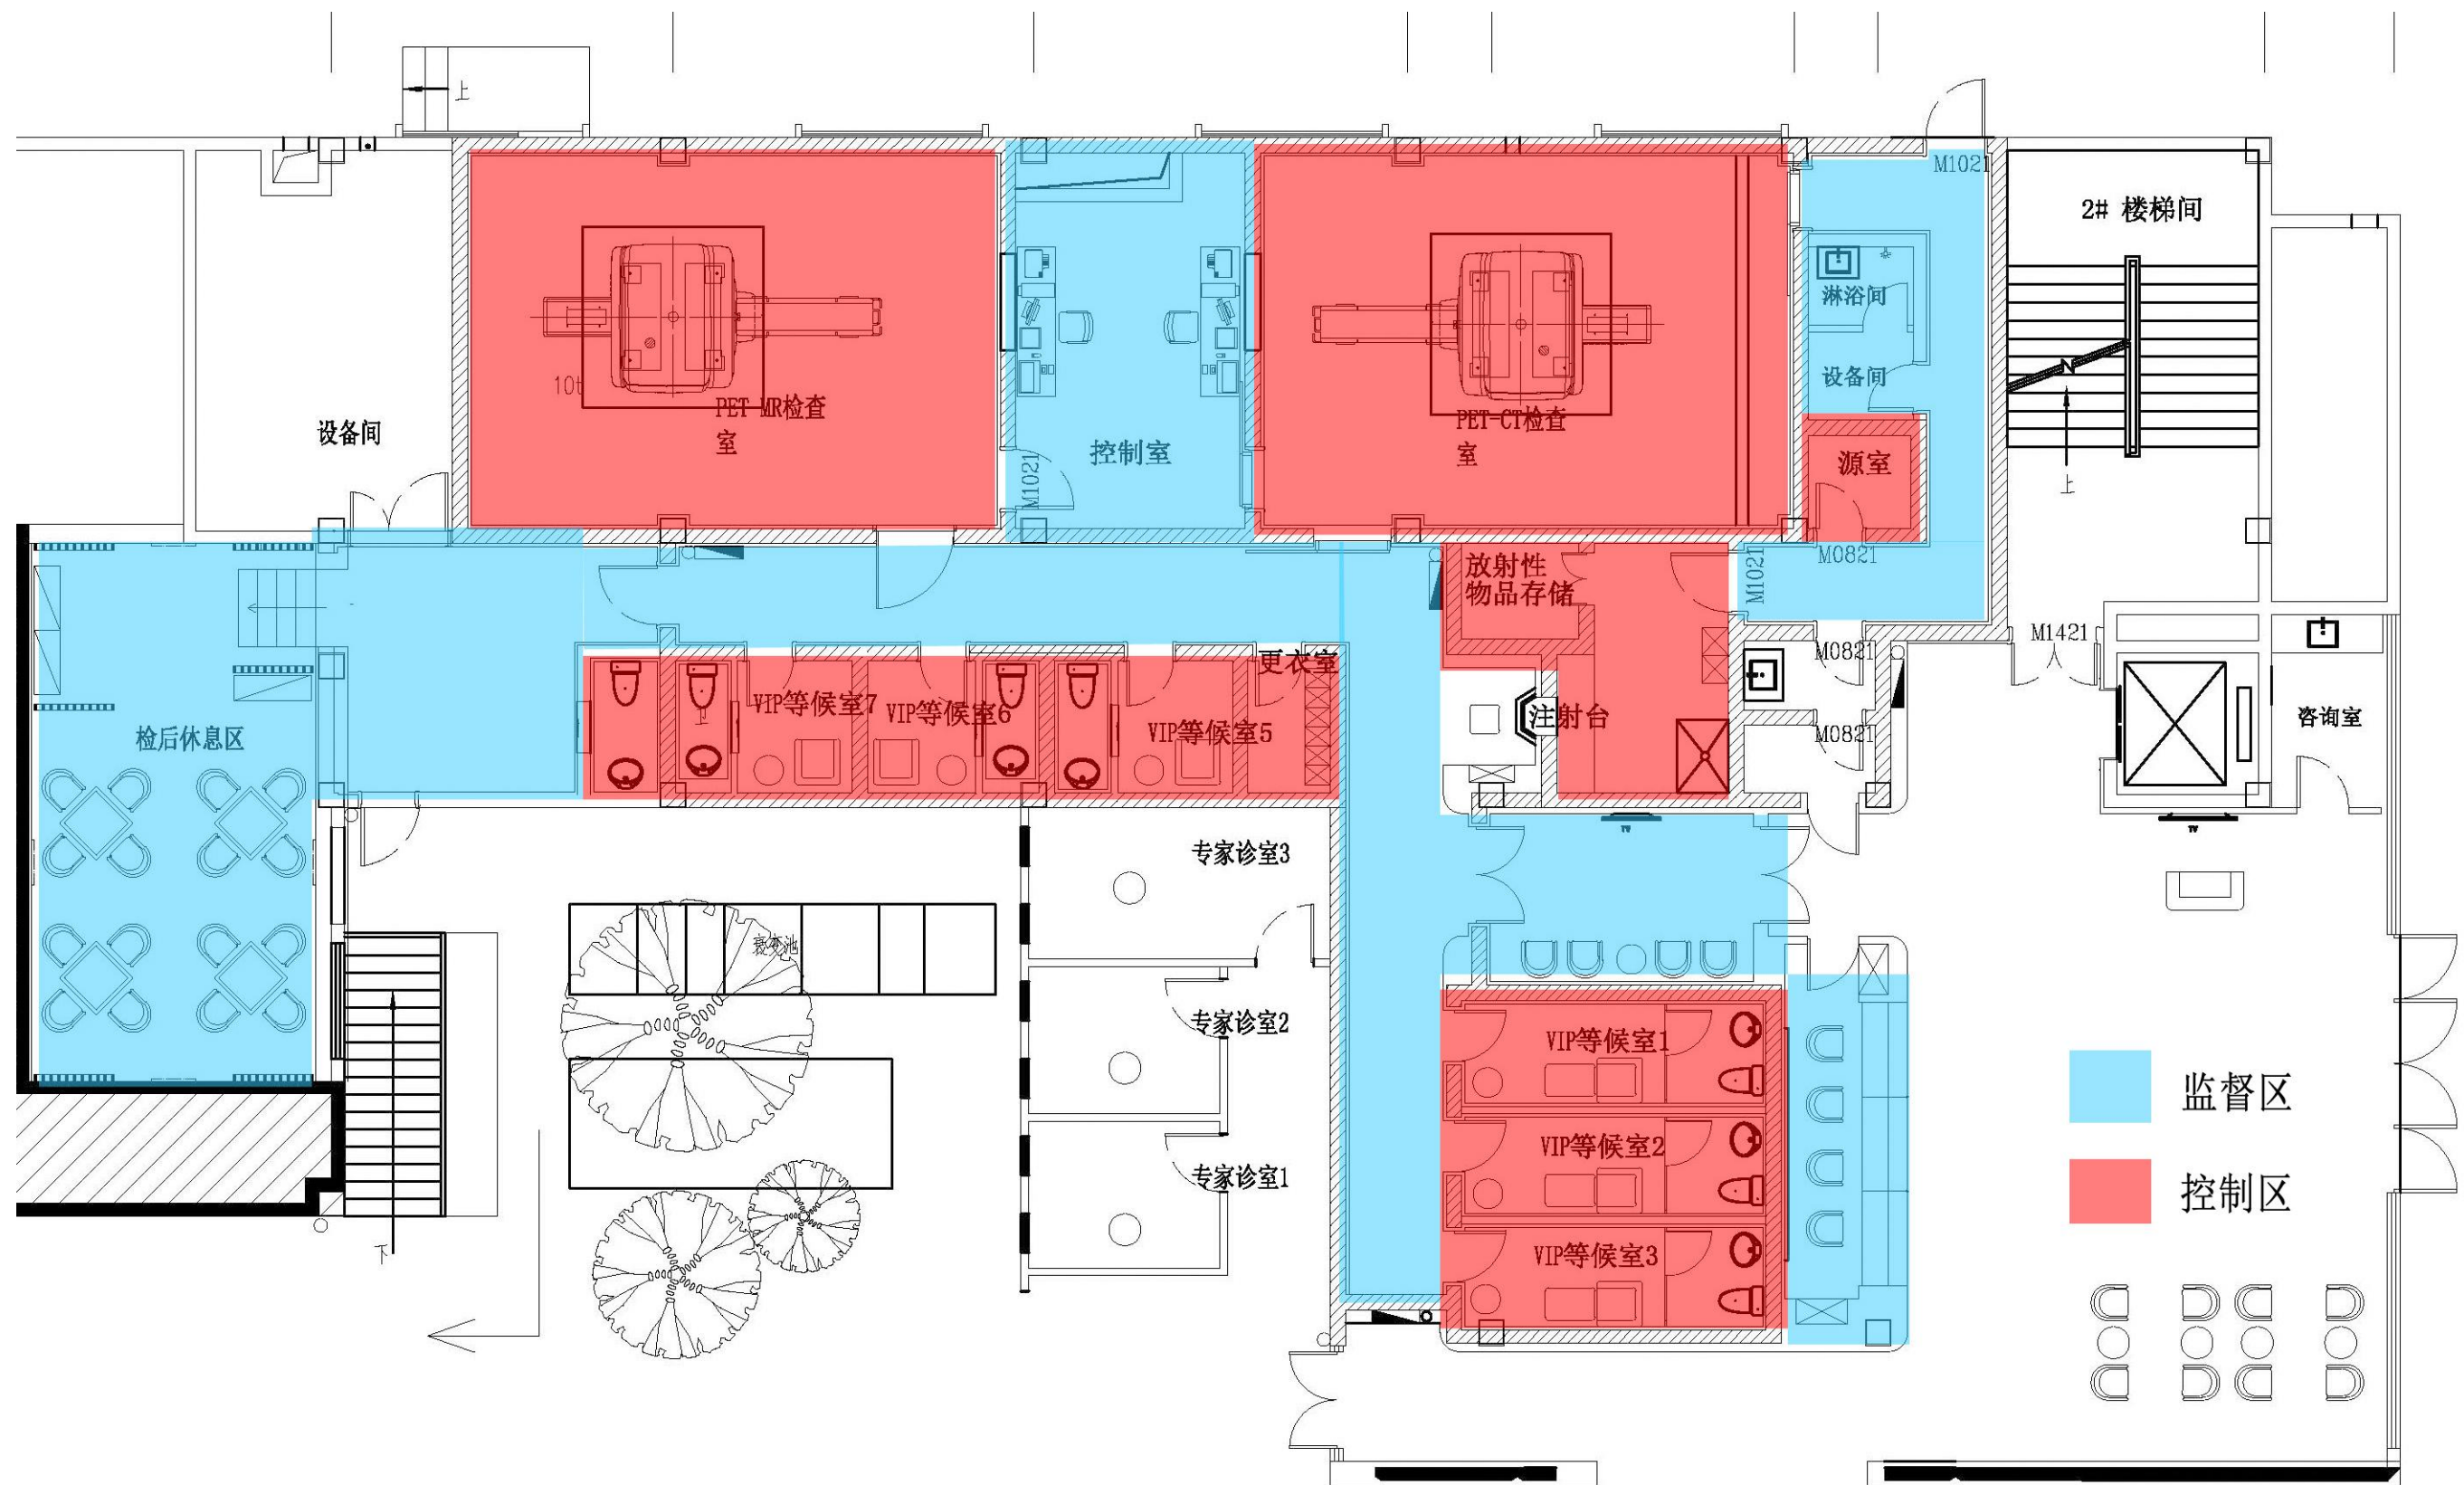 上
M1021
2# 楼梯间
淋浴间
设备间
10t
PET-MR检查
室
PET-CT检查
室
设备间
控制室
M1021
源室
上
放射性
物品存储
M1021
M0821
M1421
M0821
更衣室
VIP等候室7
VIP等候室6
VIP等候室5
上
注射台
M0821
咨询室
检后休息区
TV
TV
专家诊室3
衰变池
专家诊室2
VIP等候室1
监督区
VIP等候室2
专家诊室1
控制区
VIP等候室3
下